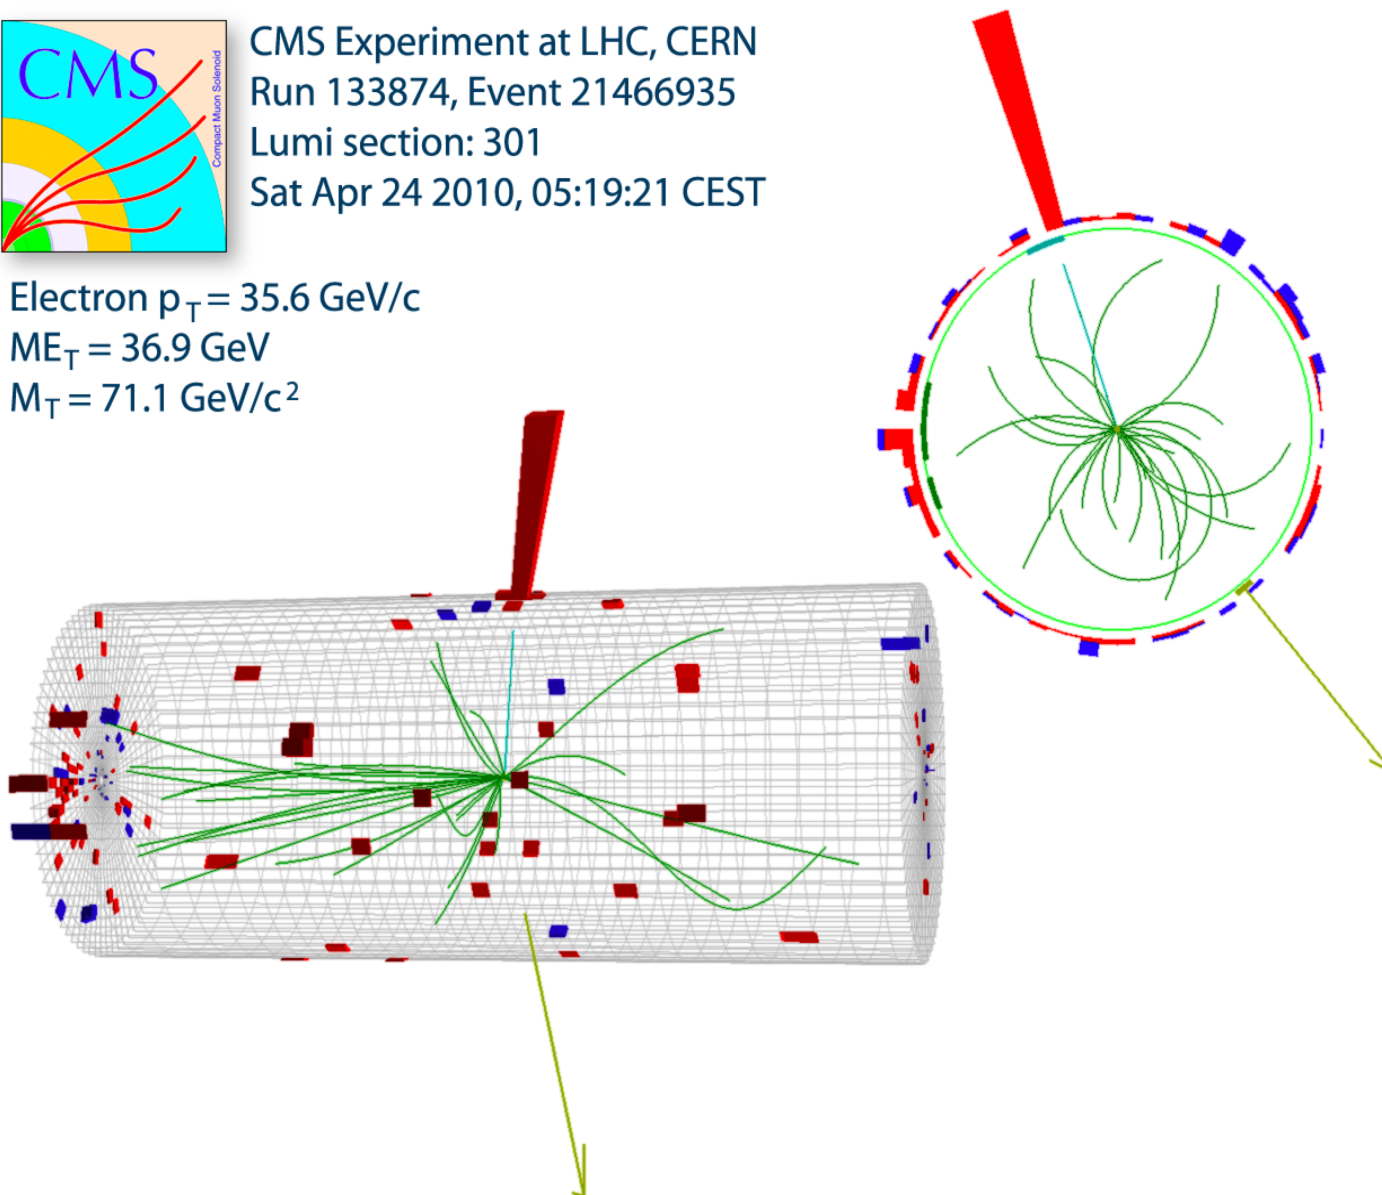 CMS
Compact Muon Solenoid
CMS Experiment at LHC, CERN
Run 133874, Event 21466935
Lumi section: 301
Sat Apr 24 2010, 05:19:21 CEST
Electron p_T = 35.6 GeV/c
ME_T = 36.9 GeV
M_T = 71.1 GeV/c²